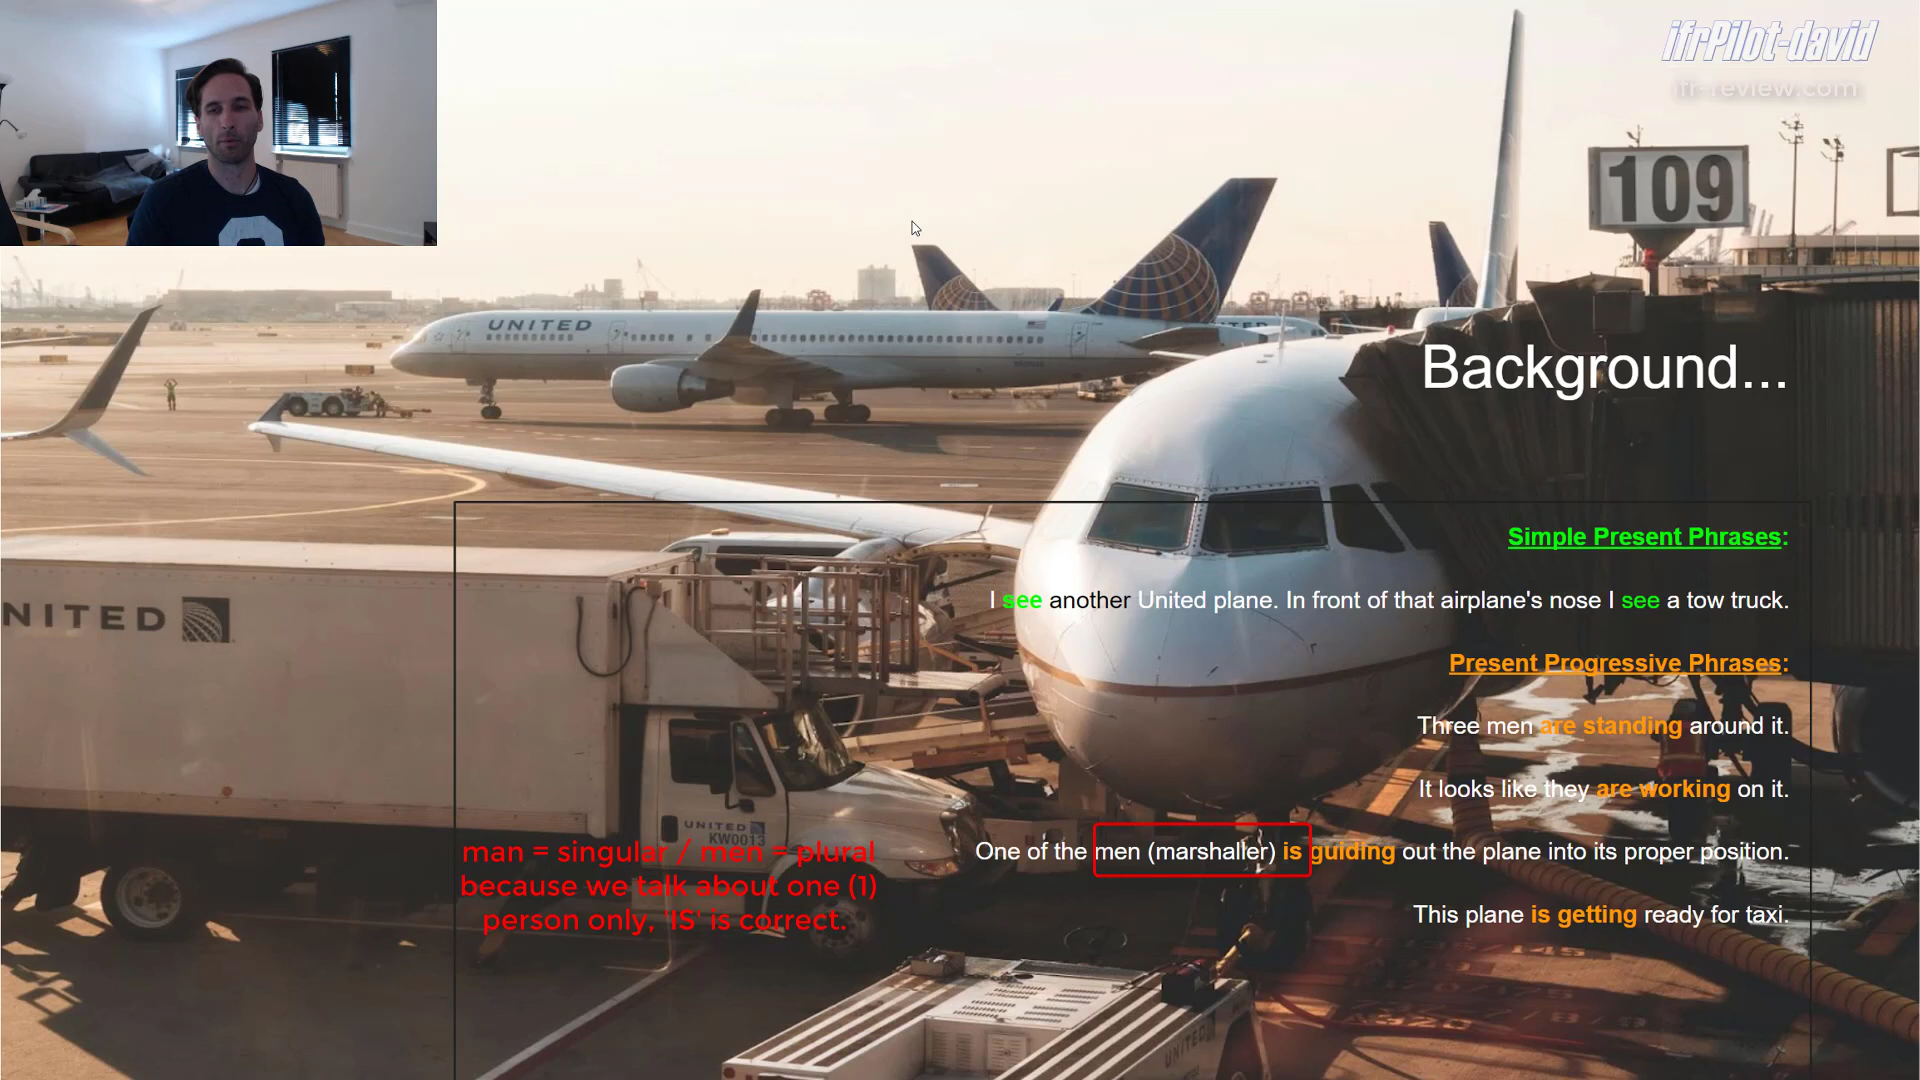 ifrPilot-david
ifr-review.com
109
UNITED
Background...
Simple Present Phrases:
I see another United plane. In front of that airplane's nose I see a tow truck.
UNITED
Present Progressive Phrases:
Three men are standing around it.
It looks like they are working on it.
UNITED
KW0013
One of the men (marshaller) is guiding out the plane into its proper position.
man = singular / men = plural
because we talk about one (1)
person only, 'IS' is correct.
This plane is getting ready for taxi.
UNITED